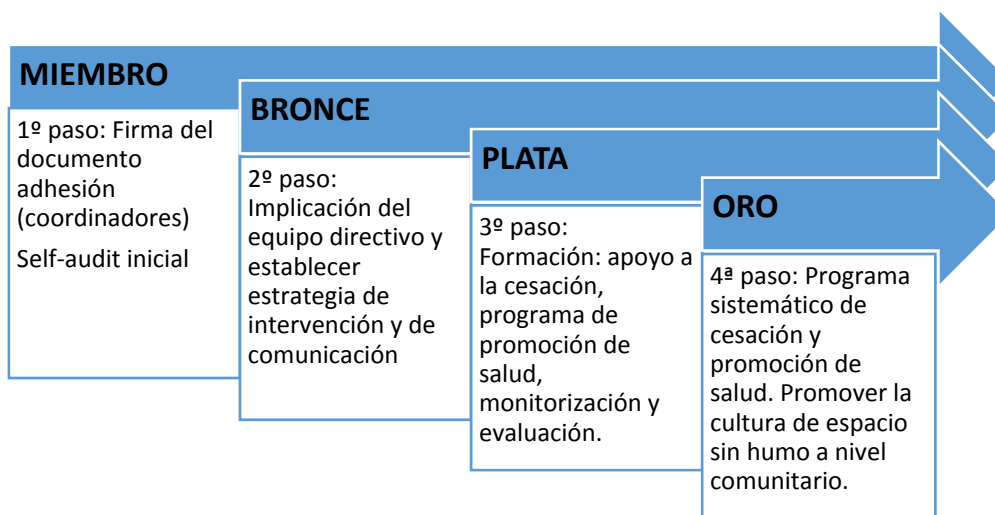 MIEMBRO
1º paso: Firma del
documento
adhesión
(coordinadores)
Self-audit inicial
BRONCE
2º paso:
Implicación del
equipo directivo y
establecer
estrategia de
intervención y de
comunicación
PLATA
3º paso:
Formación: apoyo a
la cesación,
programa de
promoción de
salud,
monitorización y
evaluación.
ORO
4ª paso: Programa
sistemático de
cesación y
promoción de
salud. Promover la
cultura de espacio
sin humo a nivel
comunitario.